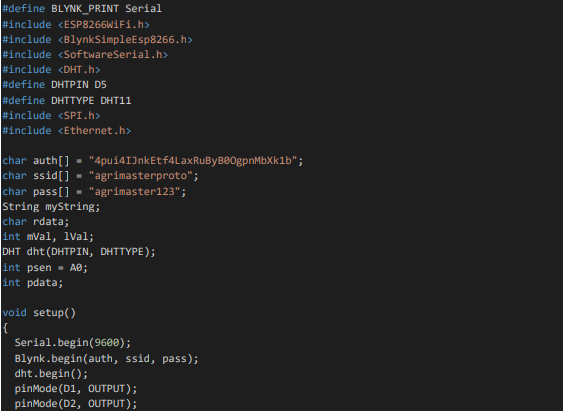 #define BLYNK_PRINT Serial
#include <ESP8266WiFi.h>
#include <BlynkSimpleEsp8266.h>
#include <SoftwareSerial.h>
#include <DHT.h>
#define DHTPIN D5
#define DHTTYPE DHT11
#include <SPI.h>
#include <Ethernet.h>
char auth[] = "4pui4IJnkEtf4LaxRuByB0OgpnMbXk1b";
char ssid[] = "agrimasterproto";
char pass[] = "agrimaster123";
String myString;
char rdata;
int mVal, lVal;
DHT dht(DHTPIN, DHTTYPE);
int psen = A0;
int pdata;
void setup()
{
Serial.begin(9600);
Blynk.begin(auth, ssid, pass);
dht.begin();
pinMode(D1, OUTPUT);
pinMode(D2, OUTPUT);